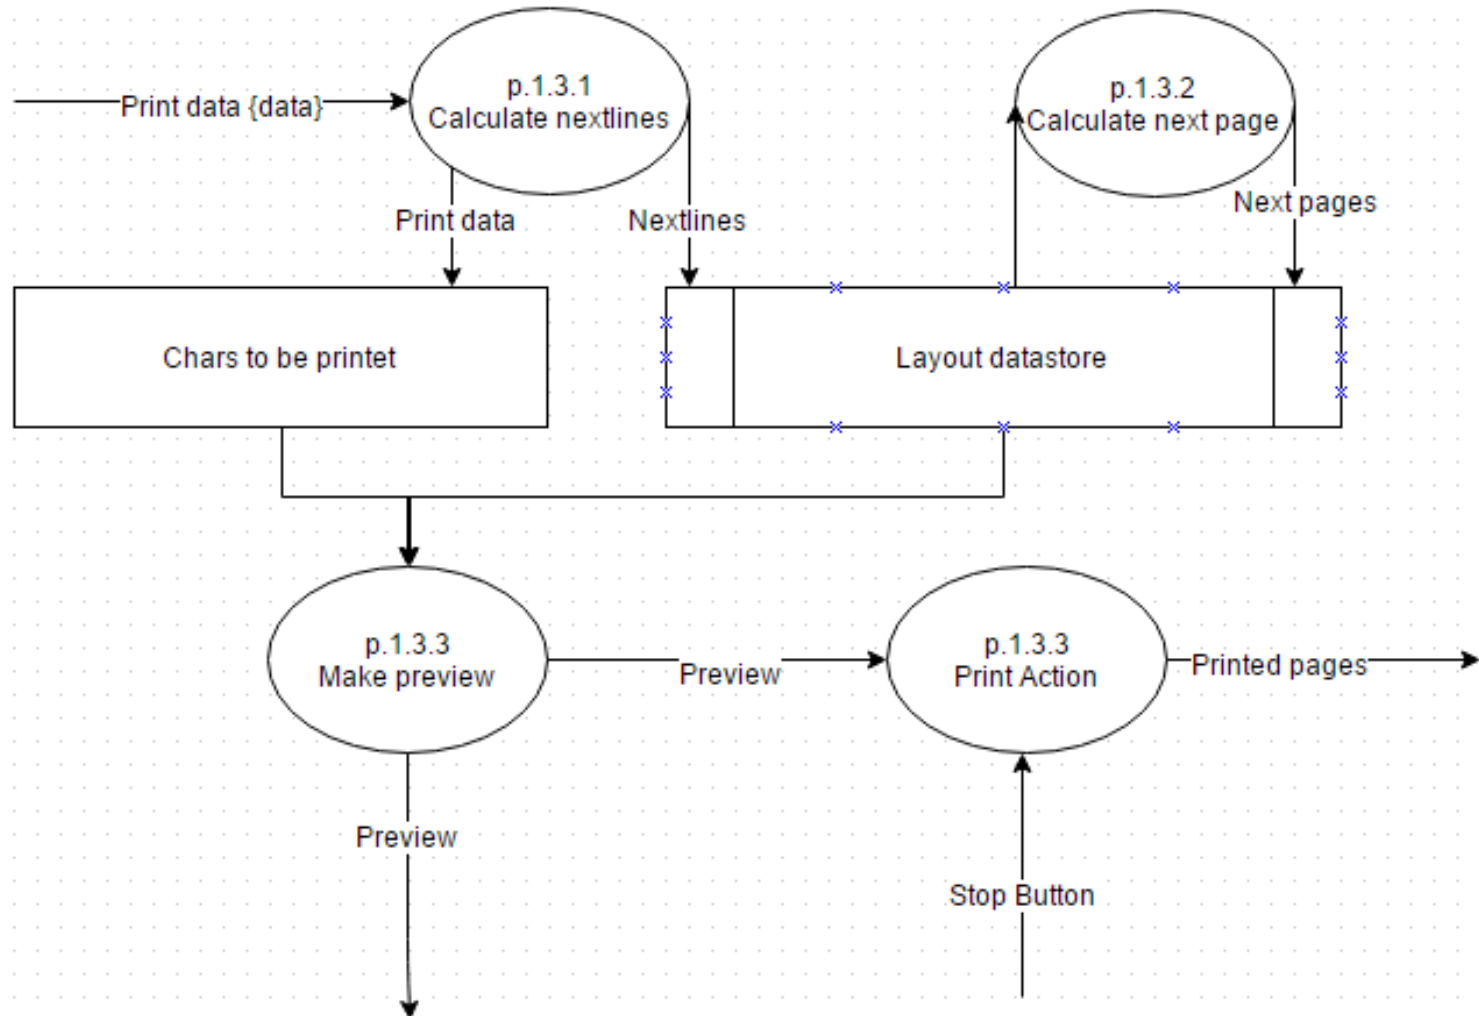 p.1.3.1
Calculate nextlines
p.1.3.2
Calculate next page
Print data {data}
Print data
Nextlines
Next pages
Chars to be printet
Layout datastore
p.1.3.3
Make preview
Preview
p.1.3.3
Print Action
Printed pages
Preview
Stop Button